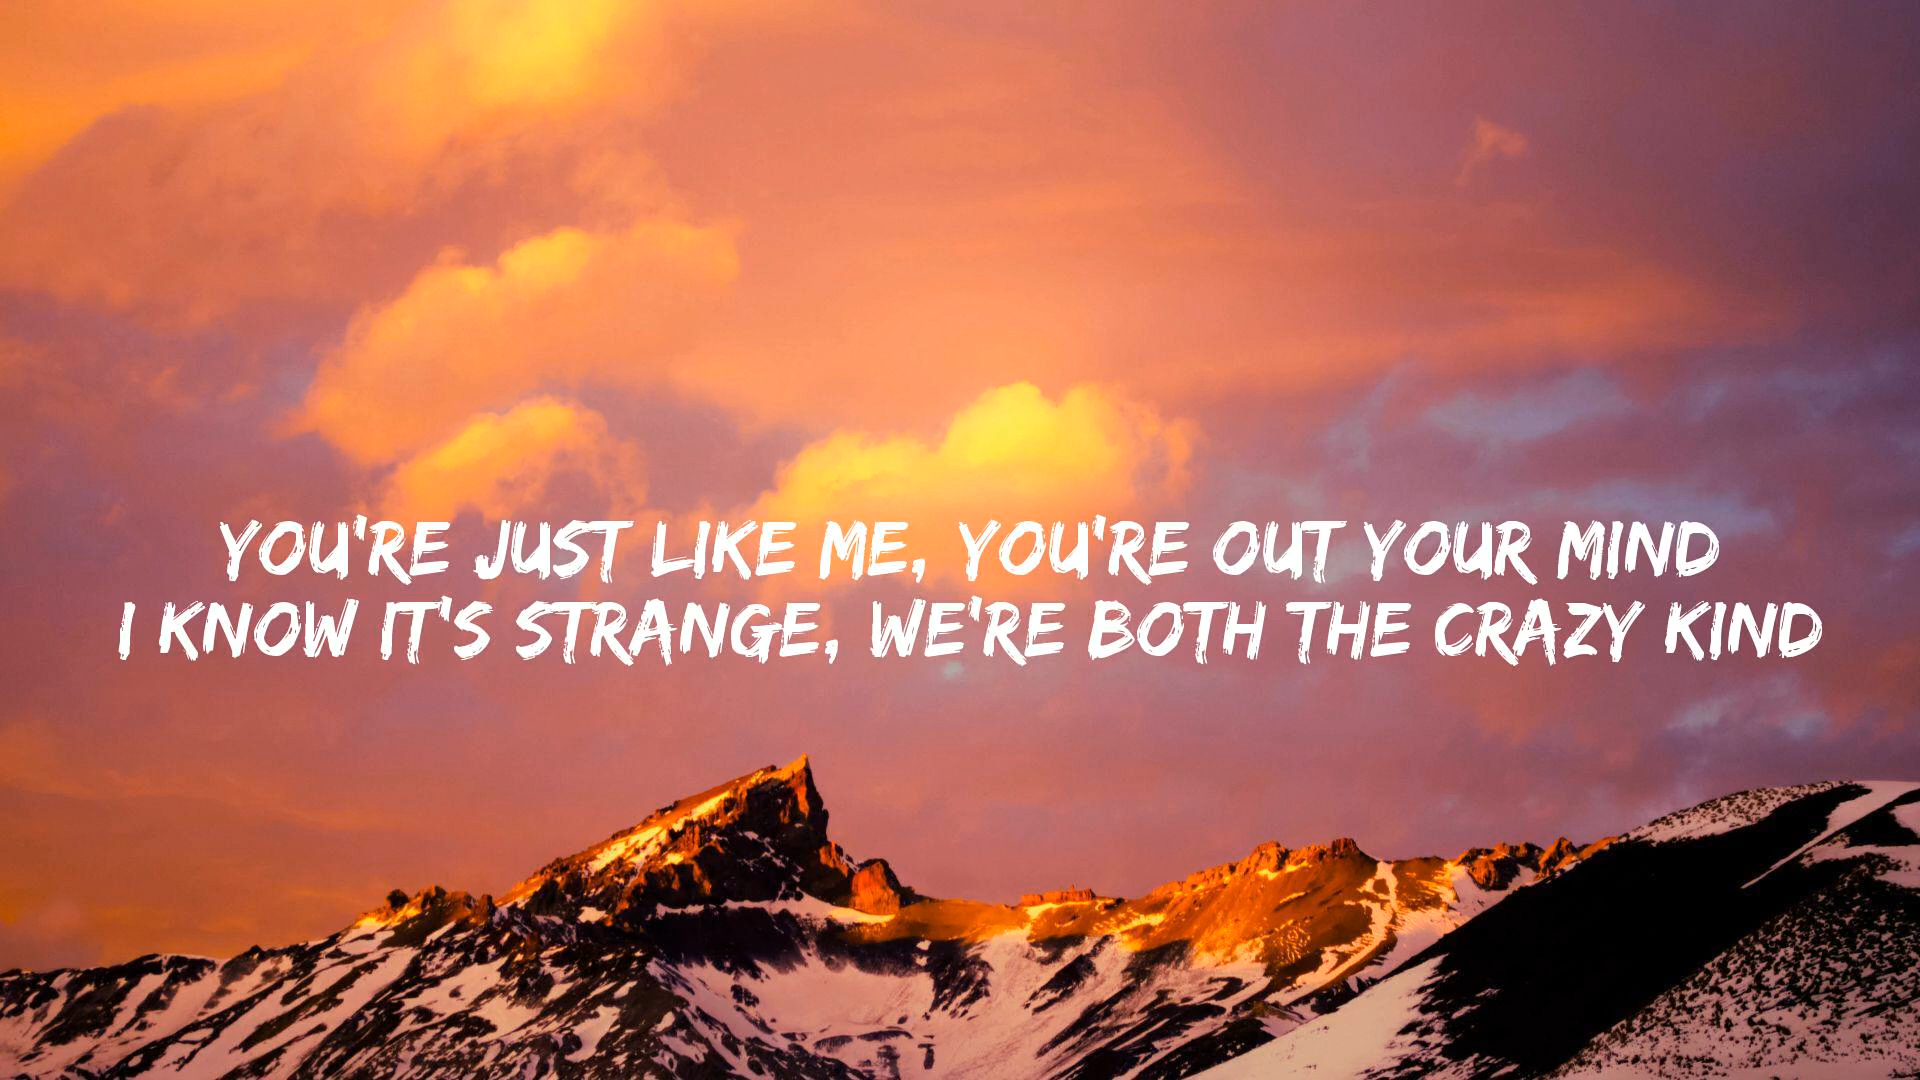 YOU'RE JUST LIKE ME, YOU'RE OUT YOUR MIND
I KNOW IT'S STRANGE, WE'RE BOTH THE CRAZY KIND